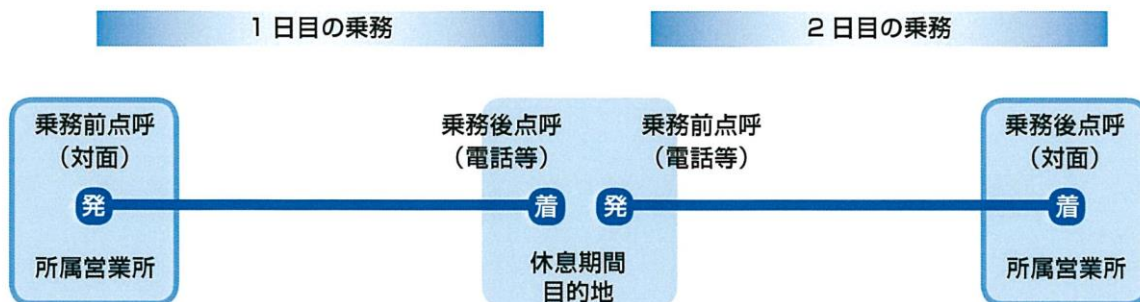 1日目の乗務
2日目の乗務
乗務前点呼
（対面）
発
所属営業所
乗務後点呼
（電話等）
着
乗務前点呼
（電話等）
発
休息期間
目的地
乗務後点呼
（対面）
着
所属営業所